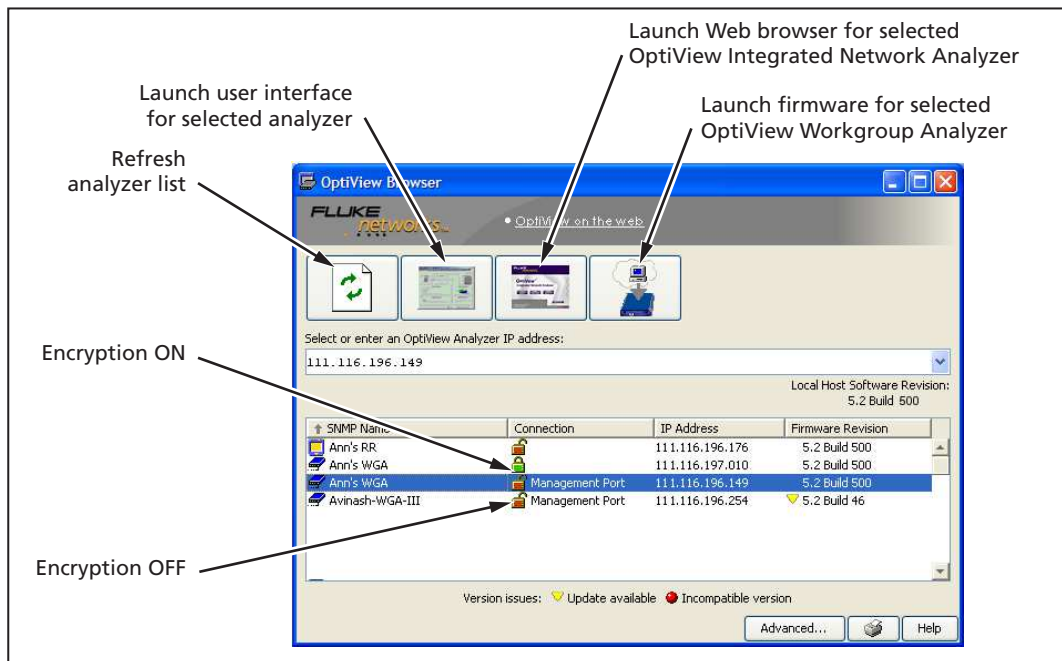 Launch Web browser for selected
OptiView Integrated Network Analyzer
Launch user interface
for selected analyzer
Launch firmware for selected
OptiView Workgroup Analyzer
Refresh
analyzer list
OptiView Browser
FLUKE
networks
• OptiView on the web
Select or enter an OptiView Analyzer IP address:
Encryption ON
111.116.196.149
Local Host Software Revision:
5.2 Build 500
SNMP Name Connection IP Address Firmware Revision
Ann's RR 111.116.196.176 5.2 Build 500
Ann's WGA 111.116.197.010 5.2 Build 500
Ann's WGA Management Port 111.116.196.149 5.2 Build 500
Avinash-WGA-III Management Port 111.116.196.254 5.2 Build 46
Encryption OFF
Version issues: Update available Incompatible version
Advanced... Help